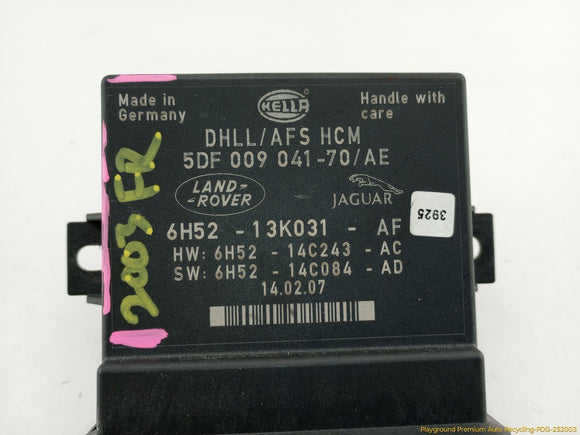 Made in
Germany
HELLA
Handle with
care
DHLL/AFS HCM
5DF 009 041-70/AE
LAND-
-ROVER
JAGUAR
3925
6H52 - 13K031 - AF
HW: 6H52 - 14C243 - AC
SW: 6H52 - 14C084 - AD
14.02.07
2003 FR
Playground Premium Auto Recycling-PDG-252003